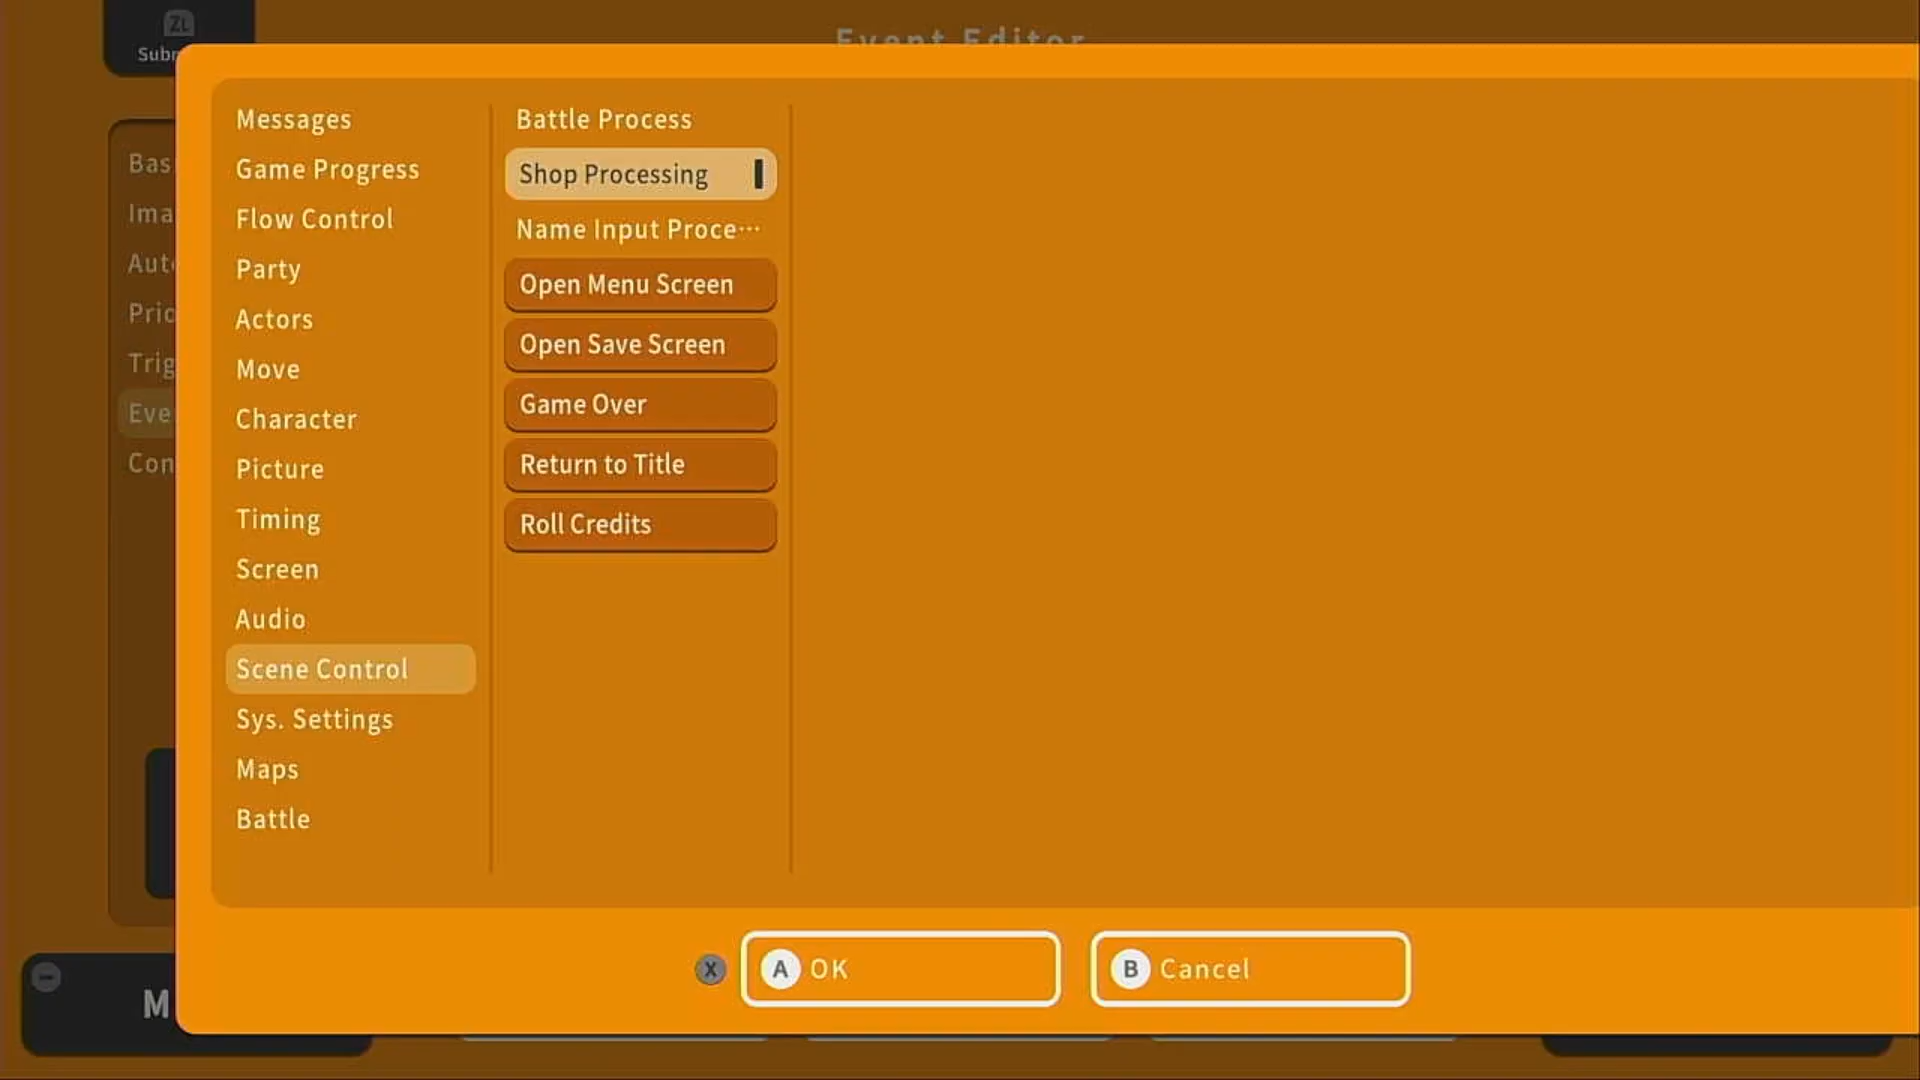 ZL
Event Editor
Messages
Game Progress
Flow Control
Party
Actors
Move
Character
Picture
Timing
Screen
Audio
Scene Control
Sys. Settings
Maps
Battle
Battle Process
Shop Processing
Name Input Proce…
Open Menu Screen
Open Save Screen
Game Over
Return to Title
Roll Credits
X
A OK
B Cancel